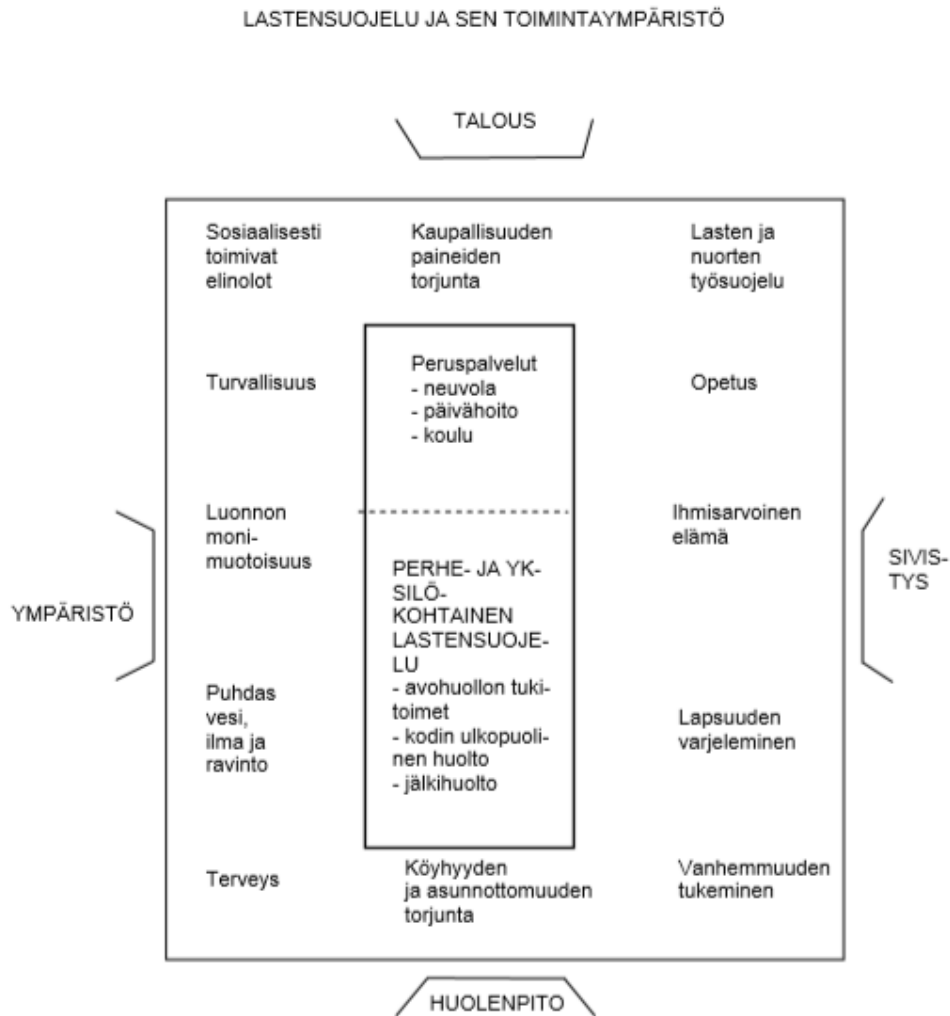 LASTENSUOJELU JA SEN TOIMINTAYMPÄRISTÖ
TALOUS
Sosiaalisesti
toimivat
elinolot
Kaupallisuuden
paineiden
torjunta
Lasten ja
nuorten
työsuojelu
Turvallisuus
Peruspalvelut
- neuvola
- päivähoito
- koulu
Opetus
Luonnon
moni-
muotoisuus
Ihmisarvoinen
elämä
YMPÄRISTÖ
SIVIS-
TYS
PERHE- JA YK-
SILÖ-
KOHTAINEN
LASTENSUOJE-
LU
- avohuollon tuki-
toimet
- kodin ulkopuoli-
nen huolto
- jälkihuolto
Puhdas
vesi,
ilma ja
ravinto
Lapsuuden
varjeleminen
Terveys
Köyhyyden
ja asunnottomuuden
torjunta
Vanhemmuuden
tukeminen
HUOLENPITO